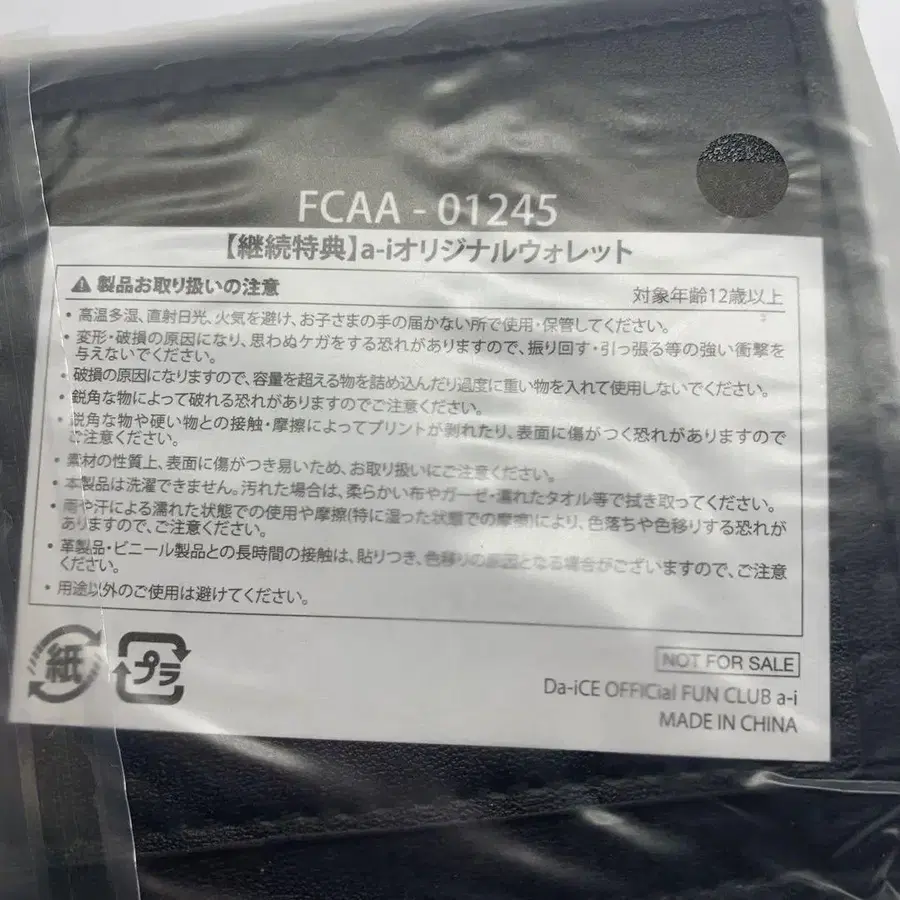 FCAA - 01245
【継続特典】a-iオリジナルウォレット
製品お取り扱いの注意
対象年齢12歳以上
・高温多湿、直射日光、火気を避け、お子さまの手の届かない所で使用・保管してください。
・変形・破損の原因になり、思わぬケガをする恐れがありますので、振り回す・引っ張る等の強い衝撃を
与えないでください。
・破損の原因になりますので、容量を超える物を詰め込んだり過度に重い物を入れて使用しないでください。
・鋭角な物によって破れる恐れがありますのでご注意ください。
・鋭角な物や硬い物との接触・摩擦によってプリントが剥れたり、表面に傷がつく恐れがありますので
ご注意ください。
・素材の性質上、表面に傷がつき易いため、お取り扱いにご注意ください。
・本製品は洗濯できません。汚れた場合は、柔らかい布やガーゼ・濡れたタオル等で拭き取ってください。
・雨や汗による濡れた状態での使用や摩擦(特に湿った状態での摩擦)により、色落ちや色移りする恐れが
ありますので、ご注意ください。
・革製品・ビニール製品との長時間の接触は、貼りつき、色移りの原因となる場合がございますので、ご注意
ください。
・用途以外のご使用は避けてください。
紙 プラ
NOT FOR SALE
Da-iCE OFFICial FUN CLUB a-i
MADE IN CHINA